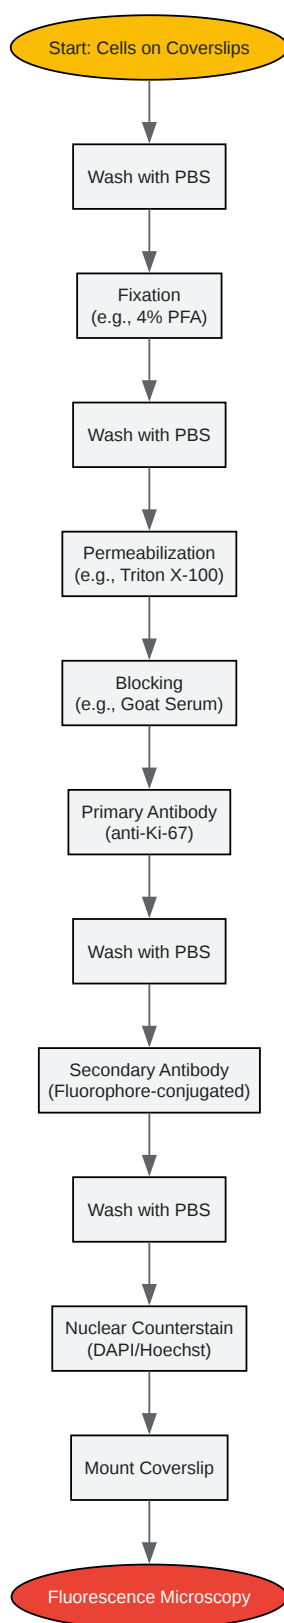 Start: Cells on Coverslips
Wash with PBS
Fixation
(e.g., 4% PFA)
Wash with PBS
Permeabilization
(e.g., Triton X-100)
Blocking
(e.g., Goat Serum)
Primary Antibody
(anti-Ki-67)
Wash with PBS
Secondary Antibody
(Fluorophore-conjugated)
Wash with PBS
Nuclear Counterstain
(DAPI/Hoechst)
Mount Coverslip
Fluorescence Microscopy